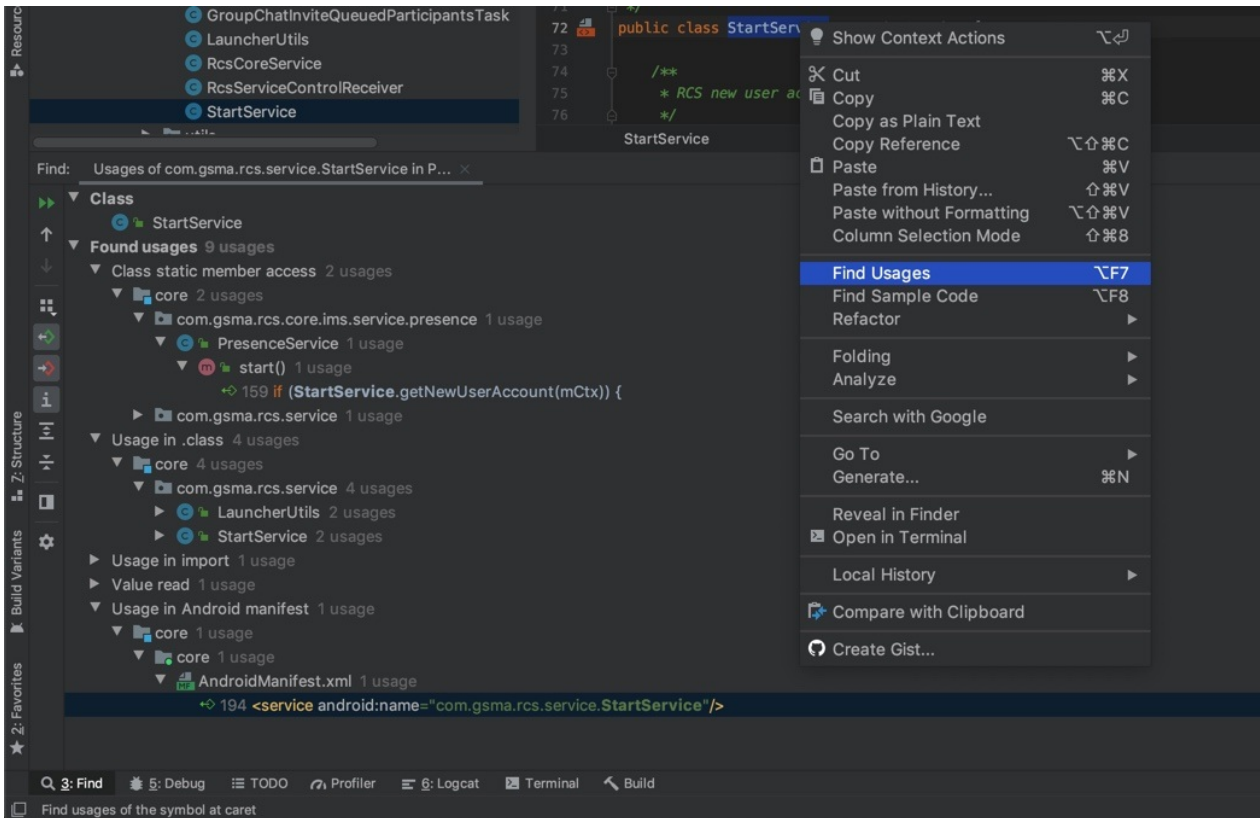 Resourc
GroupChatInviteQueuedParticipantsTask
LauncherUtils
RcsCoreService
RcsServiceControlReceiver
StartService
71 */
72 public class StartServ
73
74 /**
75 * RCS new user ac
76 */
StartService
Find: Usages of com.gsma.rcs.service.StartService in P...
Class
StartService
Found usages 9 usages
Class static member access 2 usages
core 2 usages
com.gsma.rcs.core.ims.service.presence 1 usage
PresenceService 1 usage
start() 1 usage
159 if (StartService.getNewUserAccount(mCtx)) {
com.gsma.rcs.service 1 usage
Usage in .class 4 usages
core 4 usages
com.gsma.rcs.service 4 usages
LauncherUtils 2 usages
StartService 2 usages
Usage in import 1 usage
Value read 1 usage
Usage in Android manifest 1 usage
core 1 usage
core 1 usage
AndroidManifest.xml 1 usage
194 <service android:name="com.gsma.rcs.service.StartService"/>
Z: Structure
Build Variants
2: Favorites
Show Context Actions ⌥⏎
Cut ⌘X
Copy ⌘C
Copy as Plain Text
Copy Reference ⌥⇧⌘C
Paste ⌘V
Paste from History... ⇧⌘V
Paste without Formatting ⌥⇧⌘V
Column Selection Mode ⇧⌘8
Find Usages ⌥F7
Find Sample Code ⌥F8
Refactor
Folding
Analyze
Search with Google
Go To
Generate... ⌘N
Reveal in Finder
Open in Terminal
Local History
Compare with Clipboard
Create Gist...
3: Find 5: Debug TODO Profiler 6: Logcat Terminal Build
Find usages of the symbol at caret